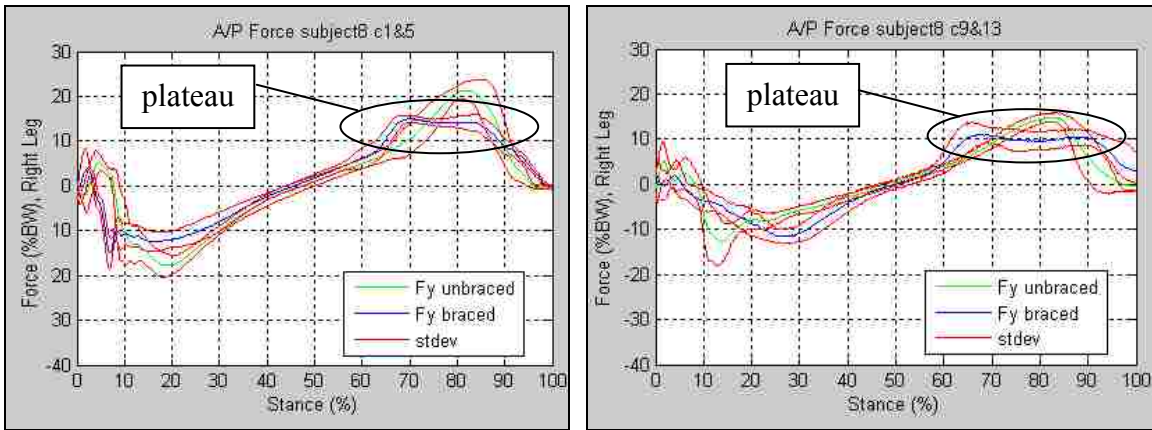 A/P Force subject8 c1&5
plateau
30
20
10
0
10
20
30
-40
Force (%BW), Right Leg
Fy unbraced
Fy braced
stdev
0 10 20 30 40 50 60 70 80 90 100
Stance (%)
A/P Force subject8 c9&13
plateau
30
20
10
0
-10
-20
-30
-40
Force (%BW), Right Leg
Fy unbraced
Fy braced
stdev
0 10 20 30 40 50 60 70 80 90 100
Stance (%)